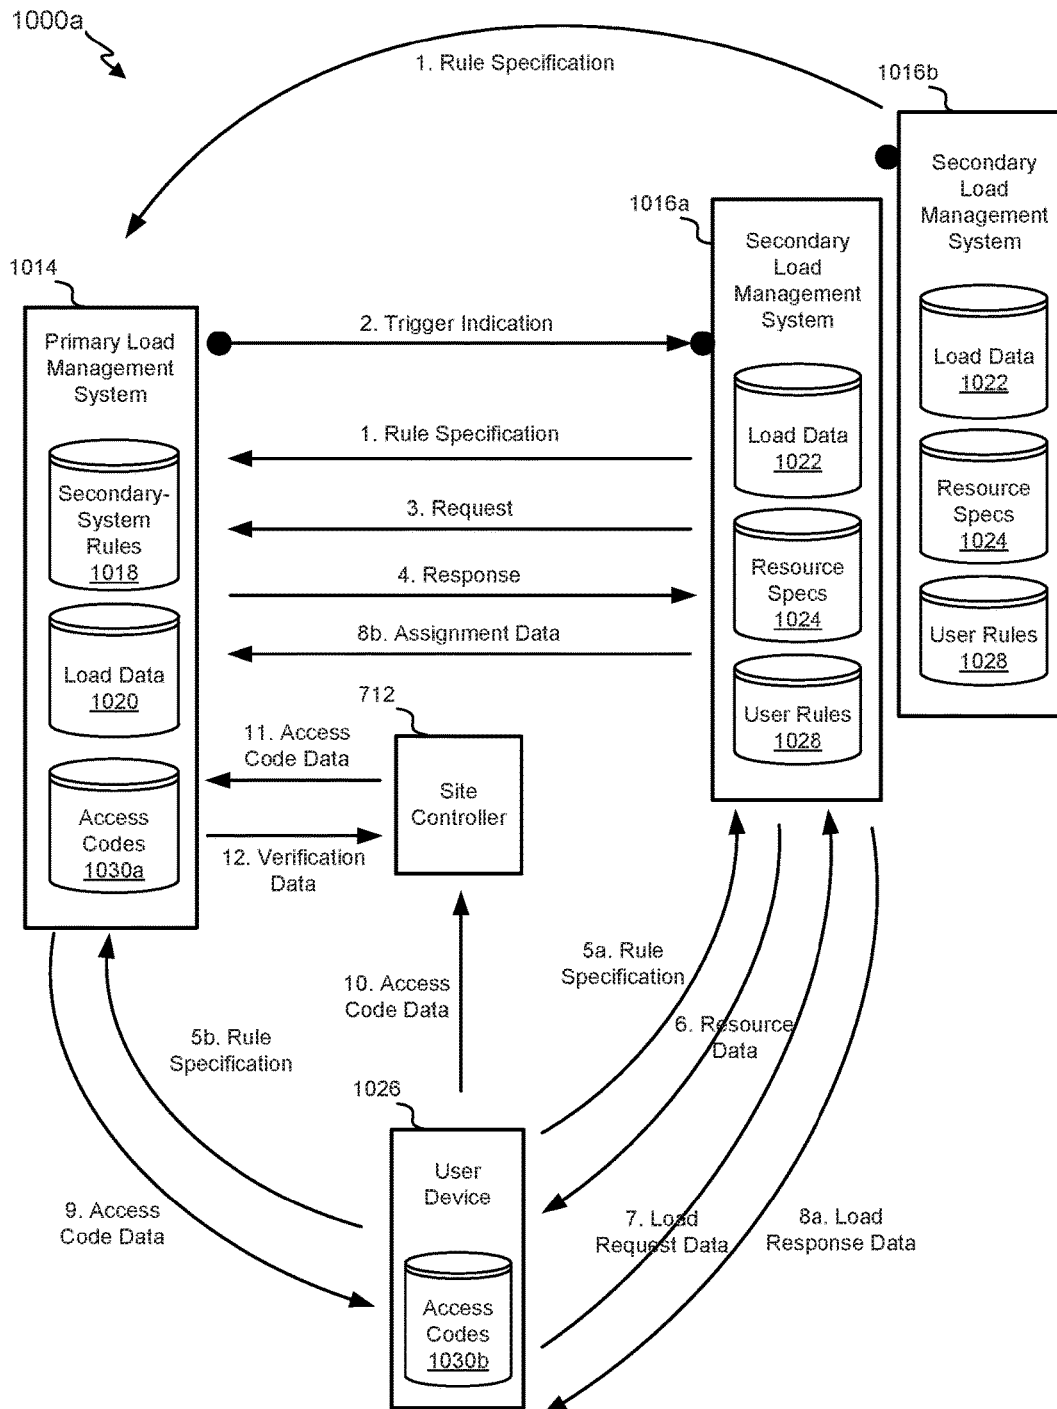 1000a
1. Rule Specification
1016b
Secondary
Load
Management
System
Load Data
1022
Resource
Specs
1024
User Rules
1028
1016a
Secondary
Load
Management
System
Load Data
1022
Resource
Specs
1024
User Rules
1028
1014
Primary Load
Management
System
Secondary-
System
Rules
1018
Load Data
1020
Access
Codes
1030a
2. Trigger Indication
1. Rule Specification
3. Request
4. Response
8b. Assignment Data
712
Site
Controller
11. Access
Code Data
12. Verification
Data
10. Access
Code Data
5a. Rule
Specification
6. Resource
Data
5b. Rule
Specification
9. Access
Code Data
1026
User
Device
Access
Codes
1030b
7. Load
Request Data
8a. Load
Response Data